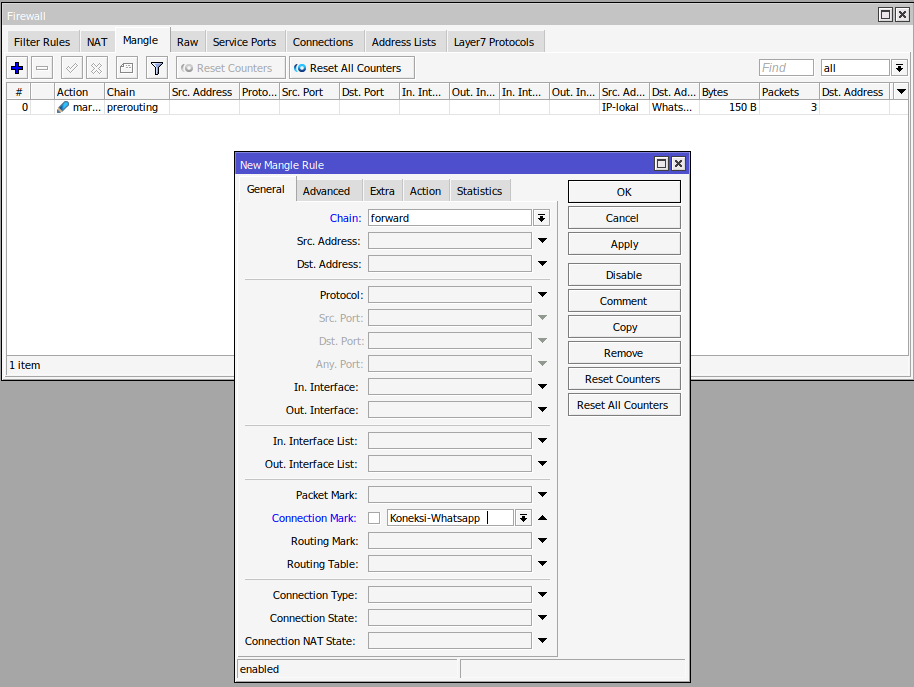 Firewall
Filter Rules NAT Mangle Raw Service Ports Connections Address Lists Layer7 Protocols
Reset Counters Reset All Counters Find all
# Action Chain Src. Address Proto... Src. Port Dst. Port In. Int... Out. In... In. Int... Out. In... Src. Ad... Dst. Ad... Bytes Packets Dst. Address
0 mar... prerouting IP-lokal Whats... 150 B 3
1 item
New Mangle Rule
General Advanced Extra Action Statistics
OK
Chain: forward
Cancel
Src. Address:
Apply
Dst. Address:
Disable
Protocol:
Comment
Src. Port:
Copy
Dst. Port:
Remove
Any. Port:
Reset Counters
In. Interface:
Reset All Counters
Out. Interface:
In. Interface List:
Out. Interface List:
Packet Mark:
Connection Mark: Koneksi-Whatsapp
Routing Mark:
Routing Table:
Connection Type:
Connection State:
Connection NAT State:
enabled